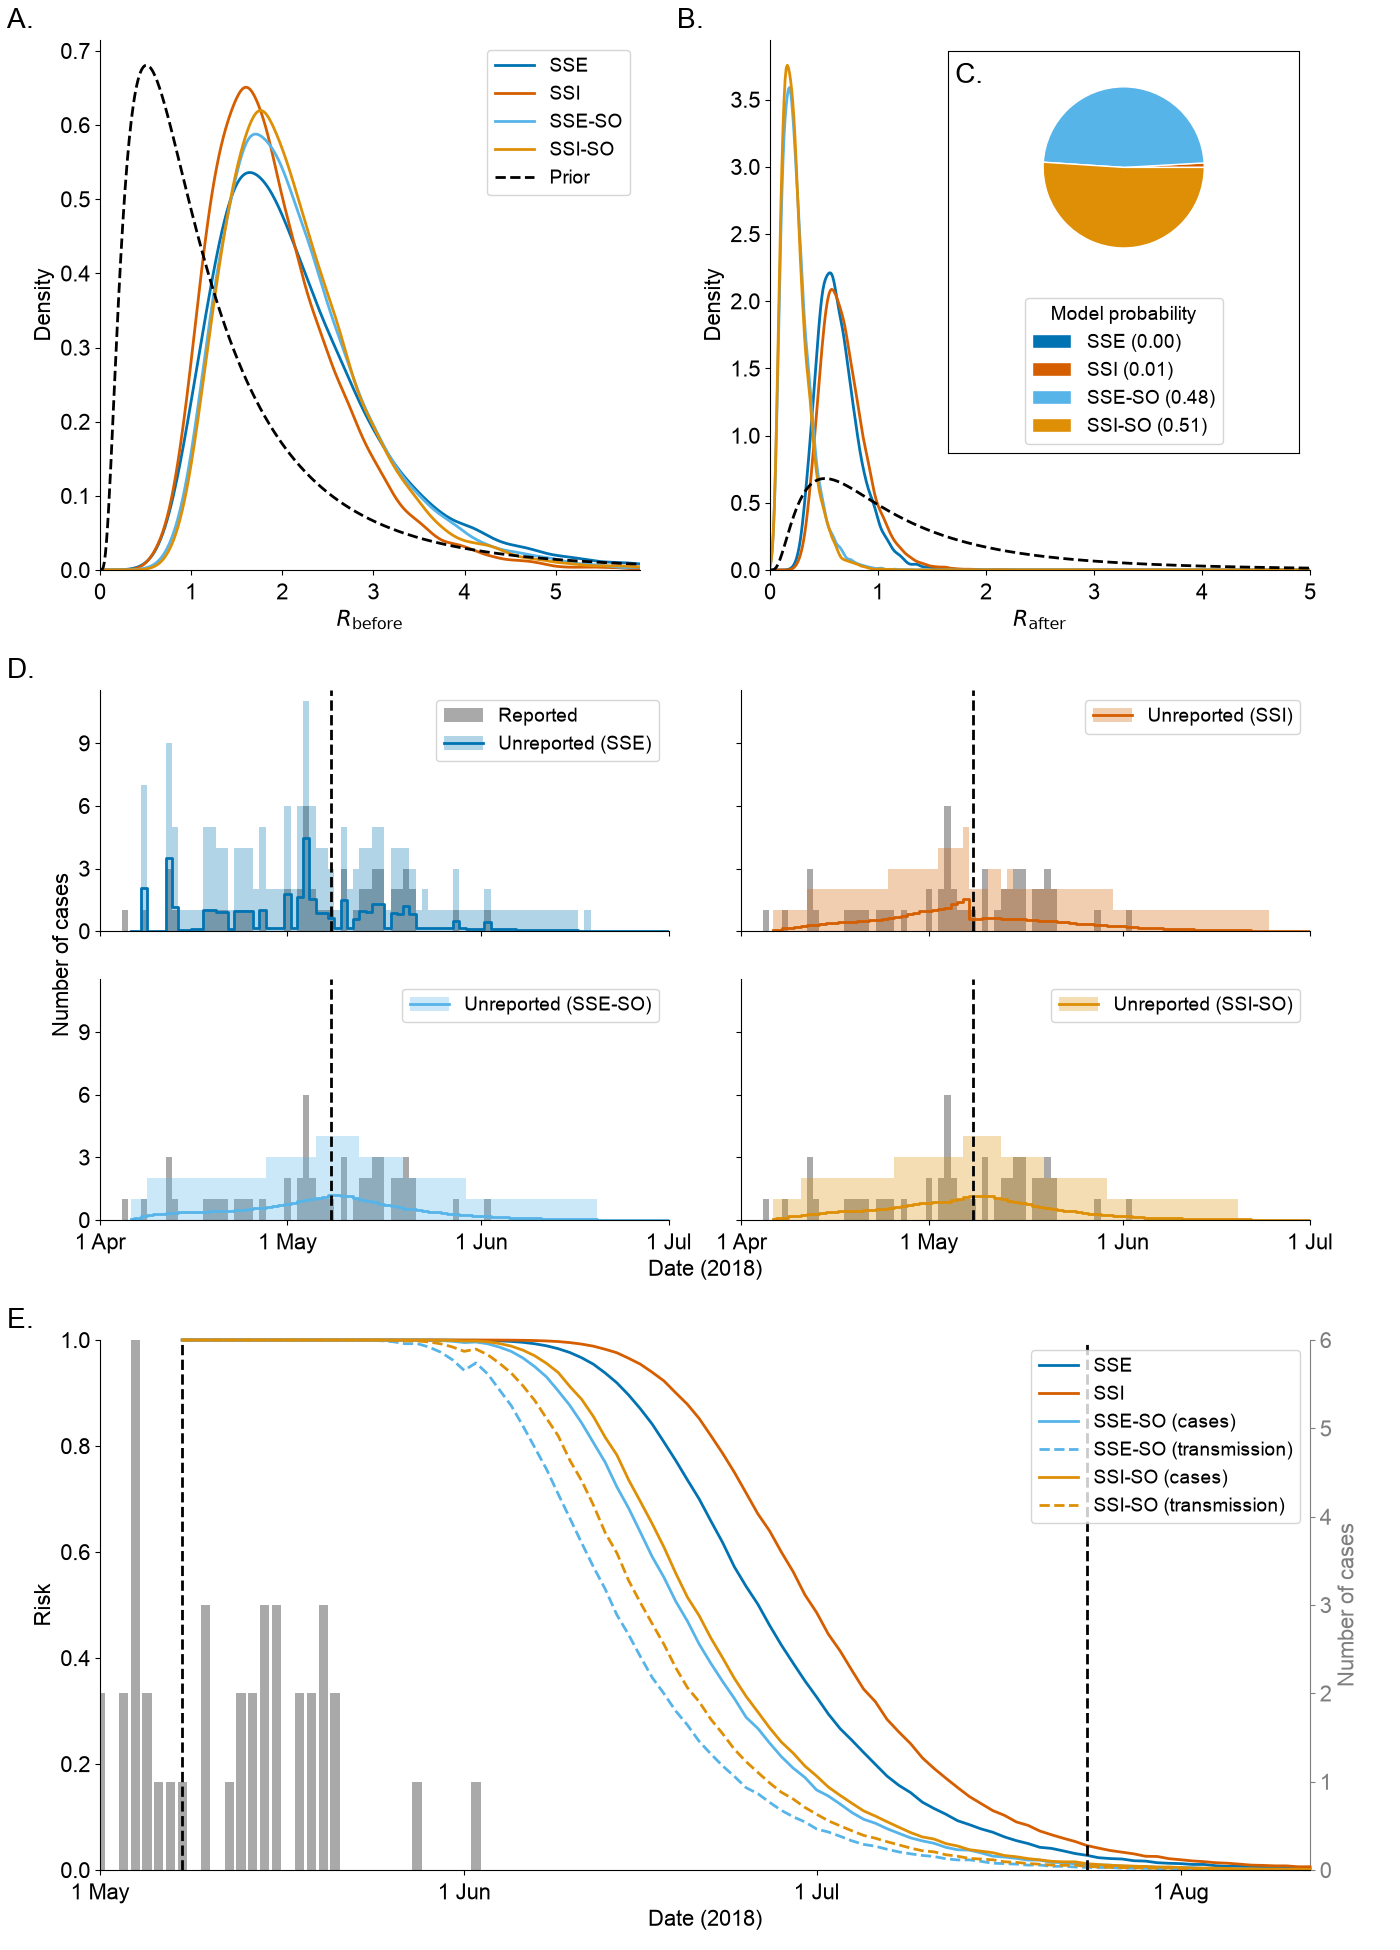 A.
0.7
0.6
0.5
0.4
0.3
0.2
0.1
0.0
Density
0 1 2 3 4 5
R_before
SSE
SSI
SSE-SO
SSI-SO
Prior
B.
3.5
3.0
2.5
2.0
1.5
1.0
0.5
0.0
Density
0 1 2 3 4 5
R_after
C.
Model probability
SSE (0.00)
SSI (0.01)
SSE-SO (0.48)
SSI-SO (0.51)
D.
Number of cases
9
6
3
0
Reported
Unreported (SSE)
Unreported (SSI)
9
6
3
0
Unreported (SSE-SO)
Unreported (SSI-SO)
1 Apr 1 May 1 Jun 1 Jul
1 Apr 1 May 1 Jun 1 Jul
Date (2018)
E.
1.0
0.8
0.6
0.4
0.2
0.0
Risk
SSE
SSI
SSE-SO (cases)
SSE-SO (transmission)
SSI-SO (cases)
SSI-SO (transmission)
6
5
4
3
2
1
0
Number of cases
1 May 1 Jun 1 Jul 1 Aug
Date (2018)